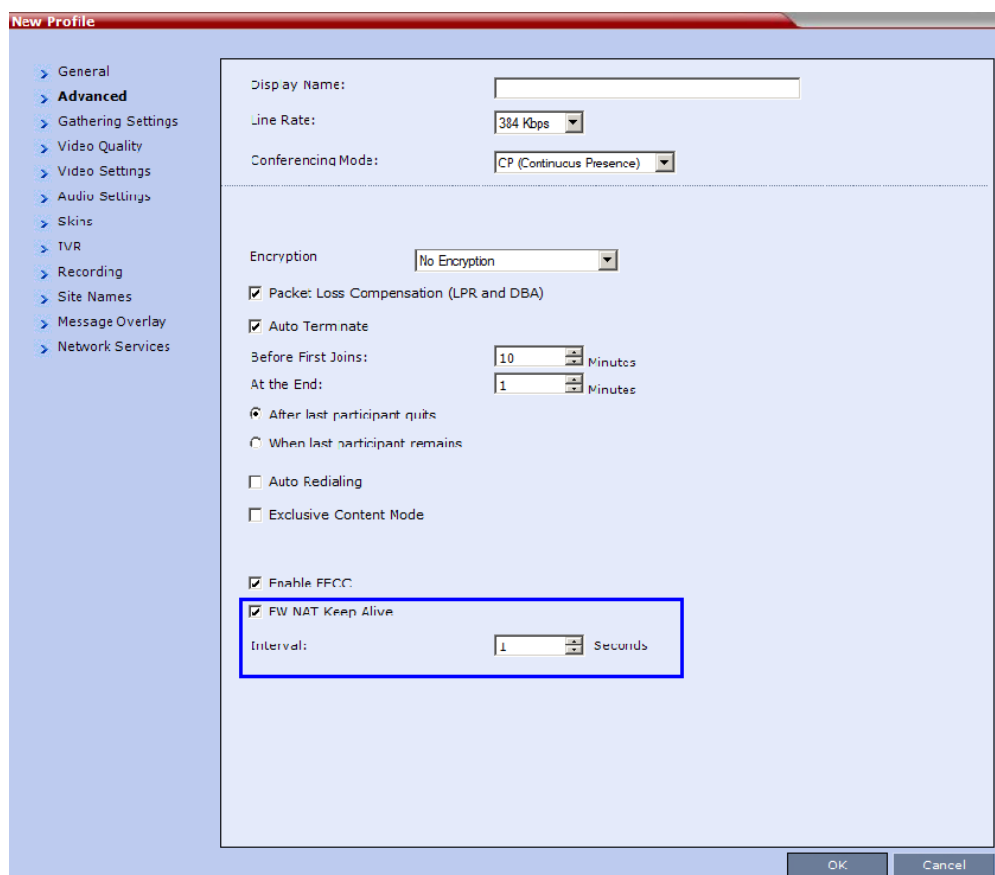 New Profile
General
Advanced
Gathering Settings
Video Quality
Video Settings
Audio Settings
Skins
IVR
Recording
Site Names
Message Overlay
Network Services
Display Name:
Line Rate: 384 Kbps
Conferencing Mode: CP (Continuous Presence)
Encryption No Encryption
Packet Loss Compensation (LPR and DBA)
Auto Terminate
Before First Joins: 10 Minutes
At the End: 1 Minutes
After last participant quits
When last participant remains
Auto Redialing
Exclusive Content Mode
Enable FECC
FW NAT Keep Alive
Interval: 1 Seconds
OK Cancel